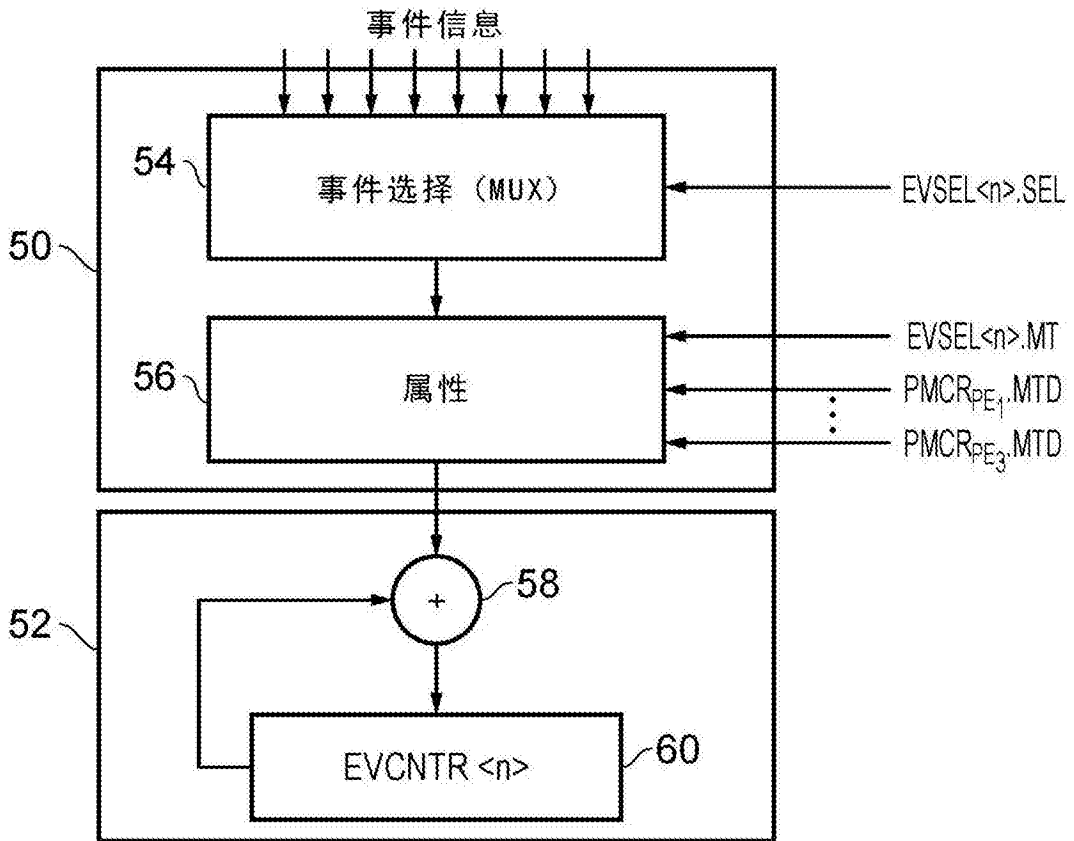 事件信息
54
事件选择（MUX）
EVSEL<n>.SEL
50
56
属性
EVSEL<n>.MT
PMCRPE1.MTD
PMCRPE3.MTD
52
+
58
EVCNTR <n>
60